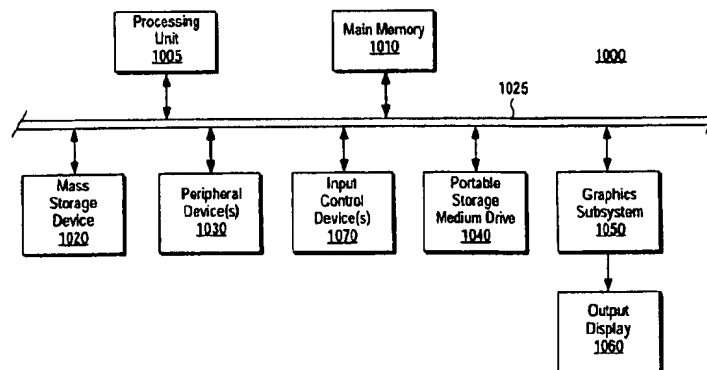 Processing
Unit
1005
Main Memory
1010
1000
1025
Mass
Storage
Device
1020
Peripheral
Device(s)
1030
Input
Control
Device(s)
1070
Portable
Storage
Medium Drive
1040
Graphics
Subsystem
1050
Output
Display
1060